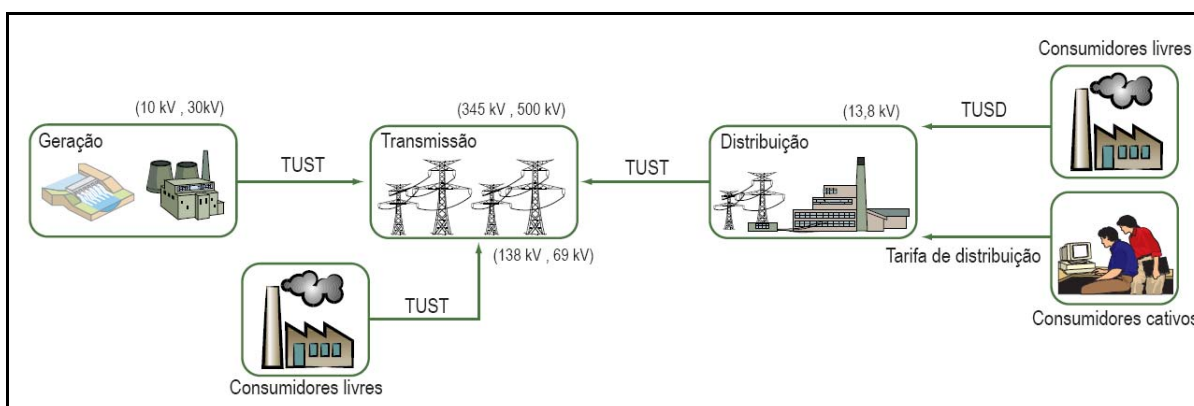 Consumidores livres
(10 kV , 30kV)
(345 kV , 500 kV)
(13,8 kV)
TUSD
Geração
Transmissão
Distribuição
TUST
TUST
(138 kV , 69 kV)
Tarifa de distribuição
TUST
Consumidores cativos
Consumidores livres